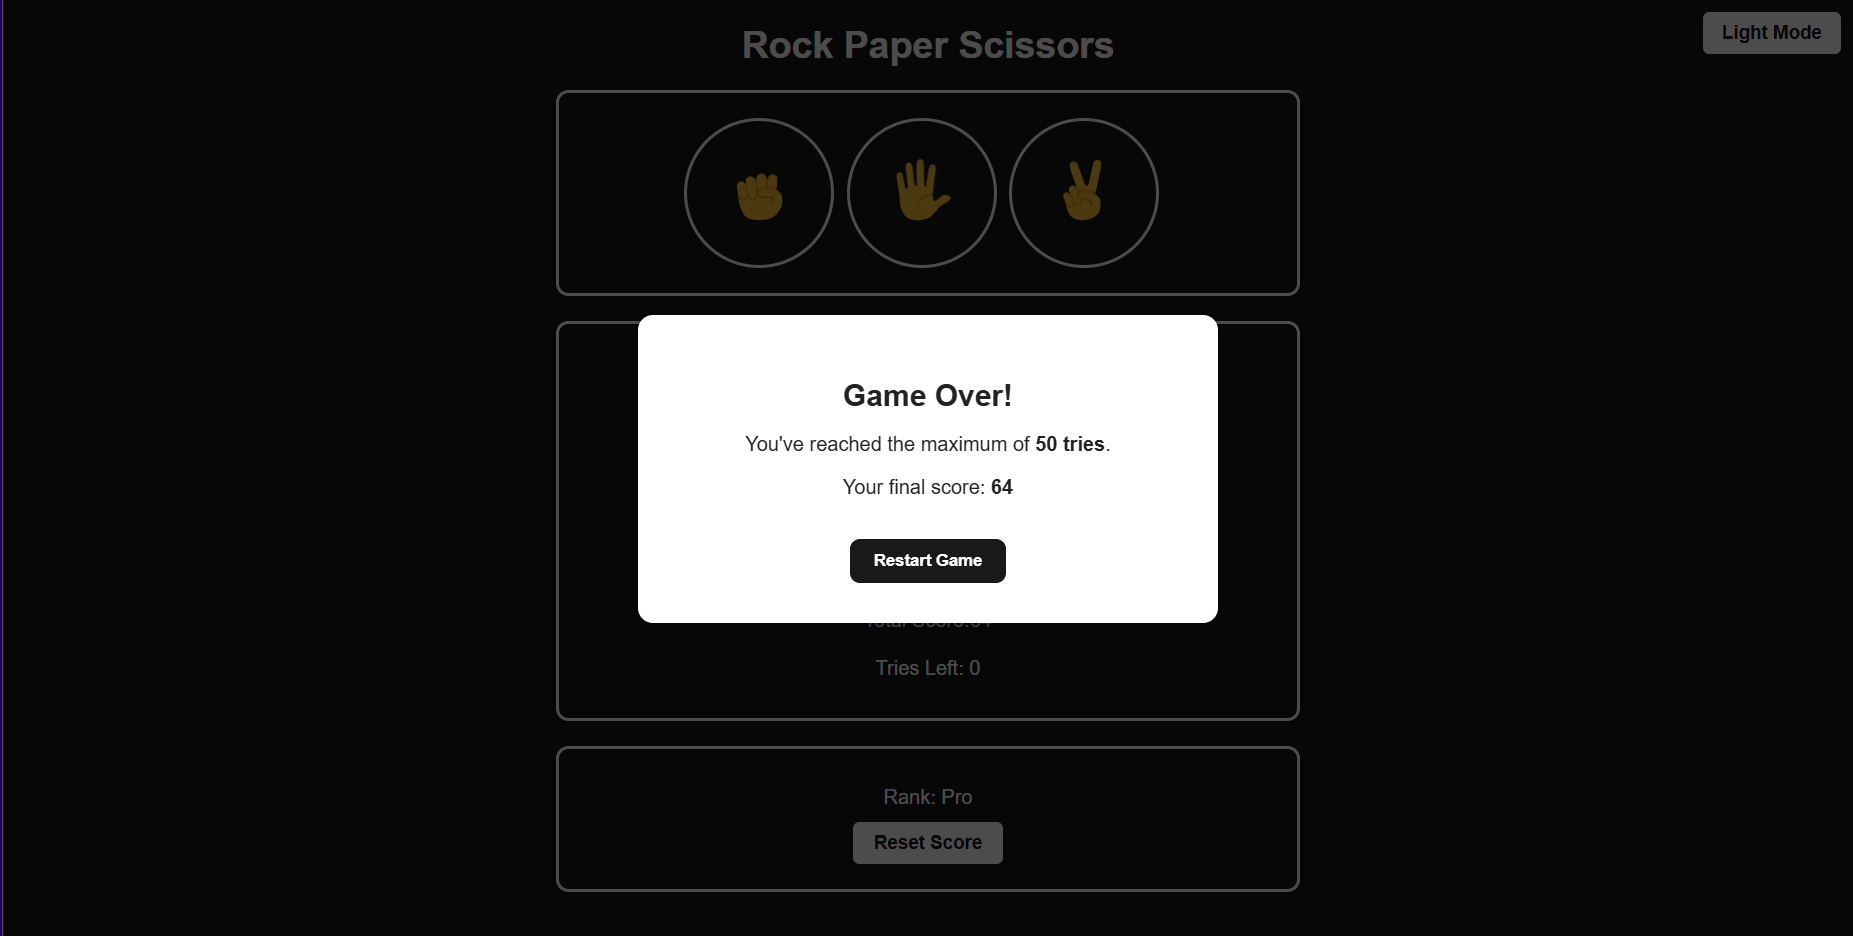 Rock Paper Scissors
Light Mode
Game Over!
You've reached the maximum of 50 tries.
Your final score: 64
Restart Game
Tries Left: 0
Rank: Pro
Reset Score